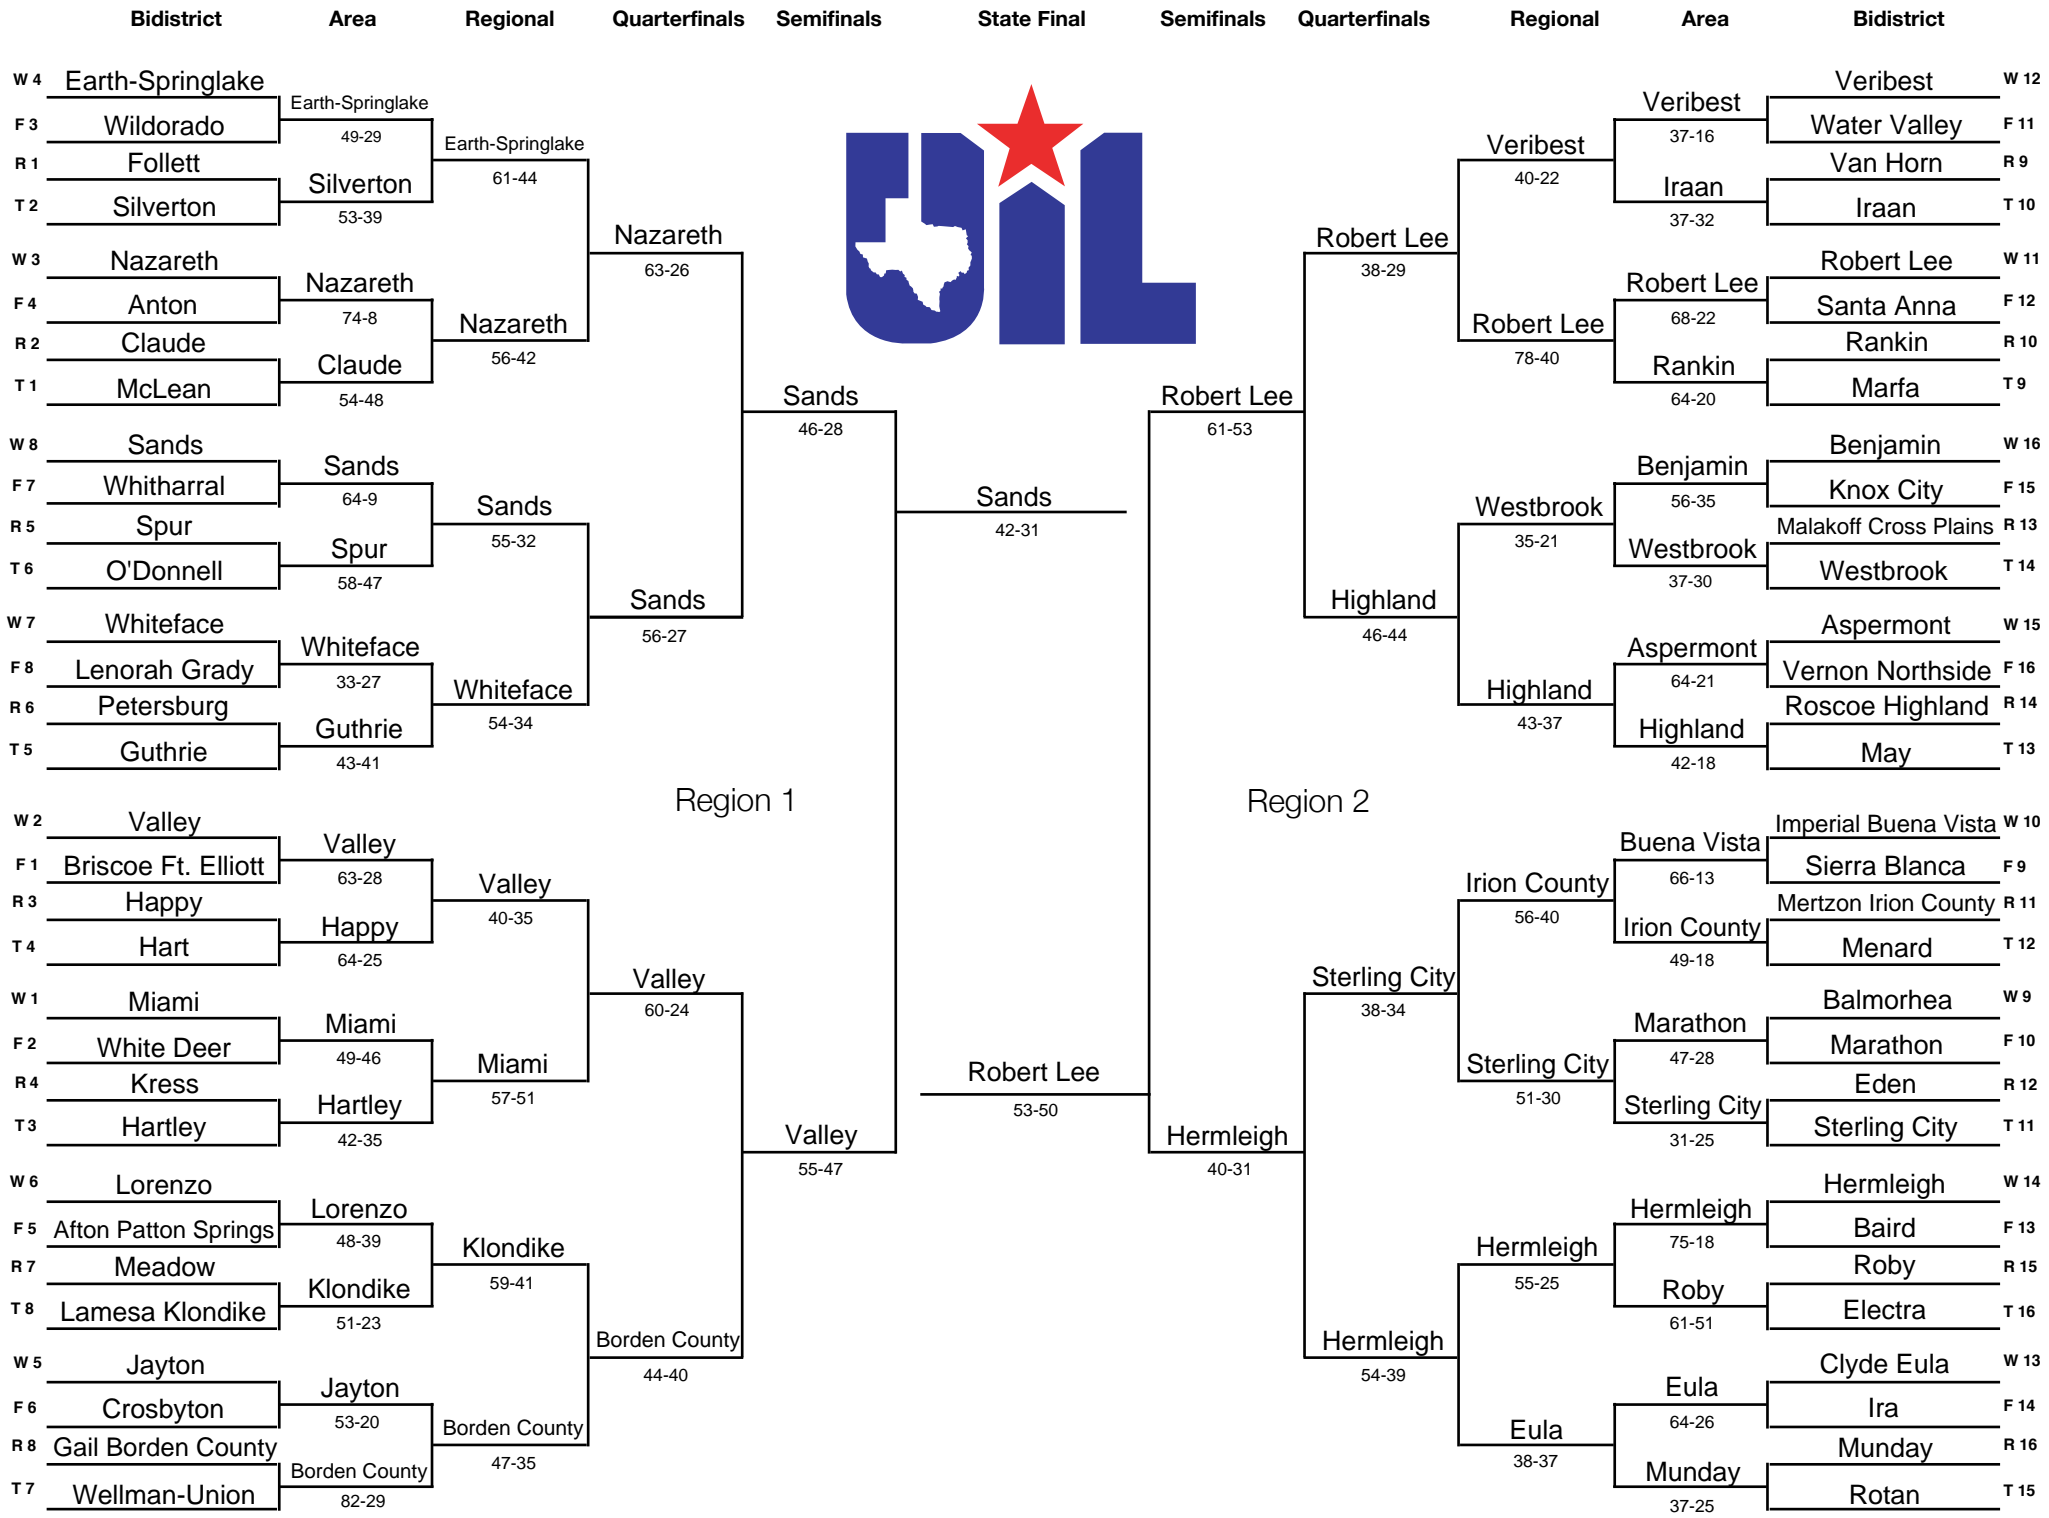 Bidistrict Area Regional Quarterfinals Semifinals State Final Semifinals Quarterfinals Regional Area Bidistrict
W 4 Earth-Springlake
F 3 Wildorado
R 1 Follett
T 2 Silverton
W 3 Nazareth
F 4 Anton
R 2 Claude
T 1 McLean
W 8 Sands
F 7 Whitharral
R 5 Spur
T 6 O'Donnell
W 7 Whiteface
F 8 Lenorah Grady
R 6 Petersburg
T 5 Guthrie
W 2 Valley
F 1 Briscoe Ft. Elliott
R 3 Happy
T 4 Hart
W 1 Miami
F 2 White Deer
R 4 Kress
T 3 Hartley
W 6 Lorenzo
F 5 Afton Patton Springs
R 7 Meadow
T 8 Lamesa Klondike
W 5 Jayton
F 6 Crosbyton
R 8 Gail Borden County
T 7 Wellman-Union
Earth-Springlake
49-29
Silverton
53-39
Nazareth
74-8
Claude
54-48
Sands
64-9
Spur
58-47
Whiteface
33-27
Guthrie
43-41
Valley
63-28
Happy
64-25
Miami
49-46
Hartley
42-35
Lorenzo
48-39
Klondike
51-23
Jayton
53-20
Borden County
82-29
Earth-Springlake
61-44
Nazareth
56-42
Sands
55-32
Whiteface
54-34
Valley
40-35
Miami
57-51
Klondike
59-41
Borden County
47-35
Nazareth
63-26
Sands
56-27
Region 1
Valley
60-24
Borden County
44-40
Sands
46-28
Valley
55-47
UIL
Sands
42-31
Robert Lee
53-50
Robert Lee
61-53
Hermleigh
40-31
Robert Lee
38-29
Highland
46-44
Region 2
Sterling City
38-34
Hermleigh
54-39
Veribest
40-22
Robert Lee
78-40
Westbrook
35-21
Highland
43-37
Irion County
56-40
Sterling City
51-30
Hermleigh
55-25
Eula
38-37
Veribest
37-16
Iraan
37-32
Robert Lee
68-22
Rankin
64-20
Benjamin
56-35
Westbrook
37-30
Aspermont
64-21
Highland
42-18
Buena Vista
66-13
Irion County
49-18
Marathon
47-28
Sterling City
31-25
Hermleigh
75-18
Roby
61-51
Eula
64-26
Munday
37-25
Veribest W 12
Water Valley F 11
Van Horn R 9
Iraan T 10
Robert Lee W 11
Santa Anna F 12
Rankin R 10
Marfa T 9
Benjamin W 16
Knox City F 15
Malakoff Cross Plains R 13
Westbrook T 14
Aspermont W 15
Vernon Northside F 16
Roscoe Highland R 14
May T 13
Imperial Buena Vista W 10
Sierra Blanca F 9
Mertzon Irion County R 11
Menard T 12
Balmorhea W 9
Marathon F 10
Eden R 12
Sterling City T 11
Hermleigh W 14
Baird F 13
Roby R 15
Electra T 16
Clyde Eula W 13
Ira F 14
Munday R 16
Rotan T 15